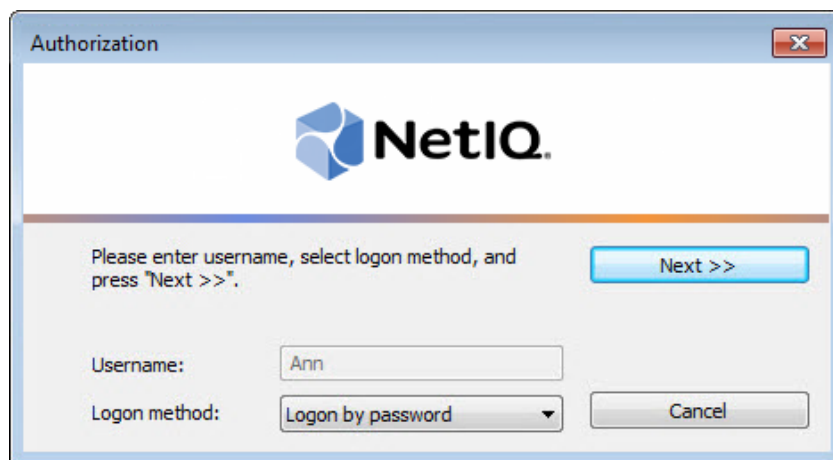 Authorization
NetIQ.
Please enter username, select logon method, and
press "Next >>".
Next >>
Username:
Ann
Logon method:
Logon by password
Cancel